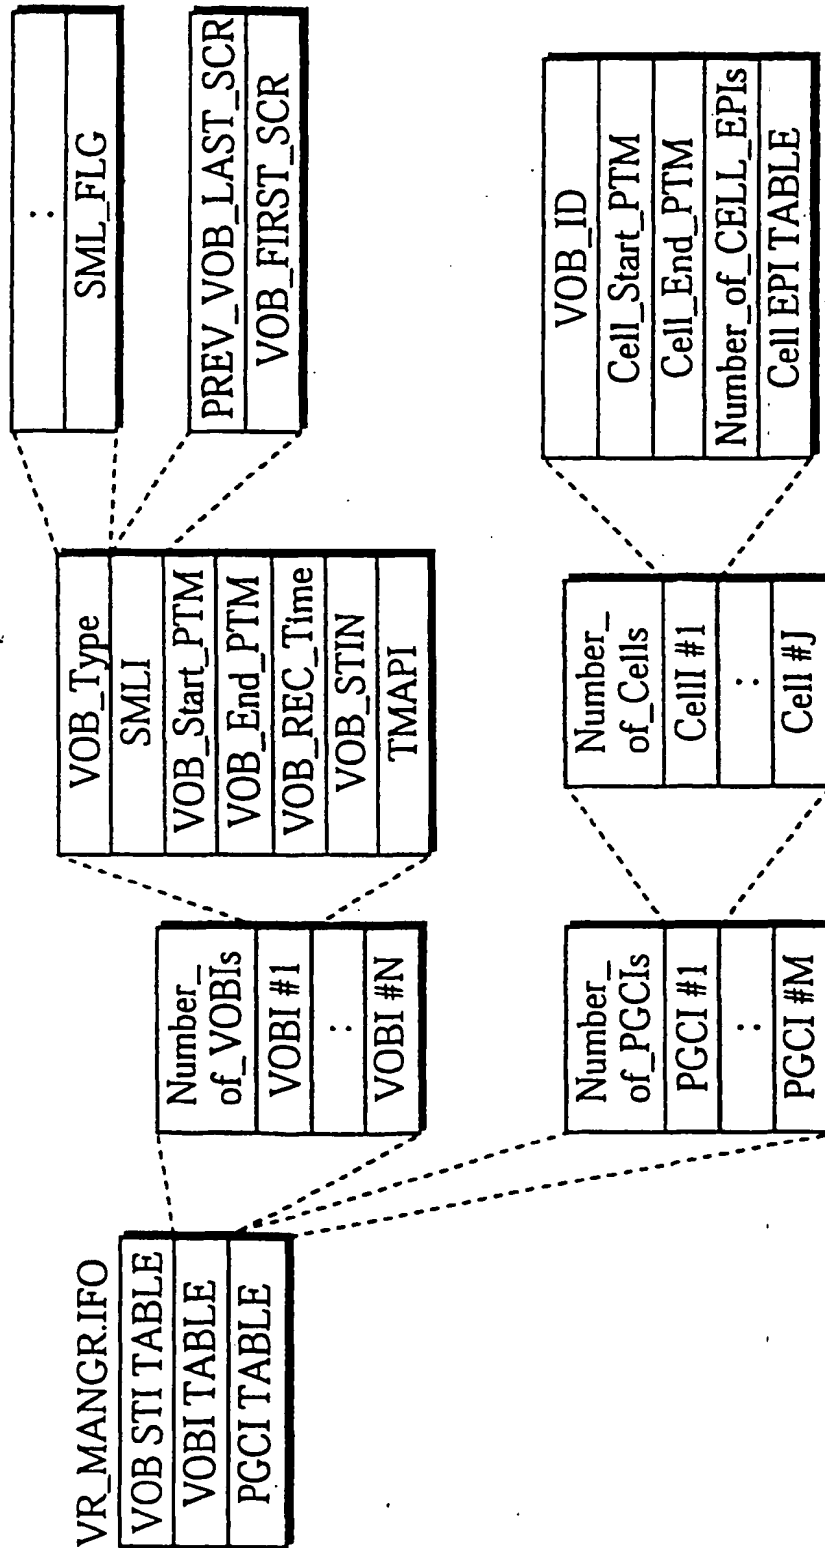 VR_MANGR.IFO
VOB STI TABLE
VOBI TABLE
PGCI TABLE
Number_
of_VOBIs
VOBI #1
:
VOBI #N
VOB_Type
SMLI
VOB_Start_PTM
VOB_End_PTM
VOB_REC_Time
VOB_STIN
TMAPI
:
SML_FLG
PREV_VOB_LAST_SCR
VOB_FIRST_SCR
Number_
of_PGCIs
PGCI #1
:
PGCI #M
Number_
of_Cells
CellI #1
:
Cell #J
VOB_ID
Cell_Start_PTM
Cell_End_PTM
Number_of_CELL_EPIs
Cell EPI TABLE